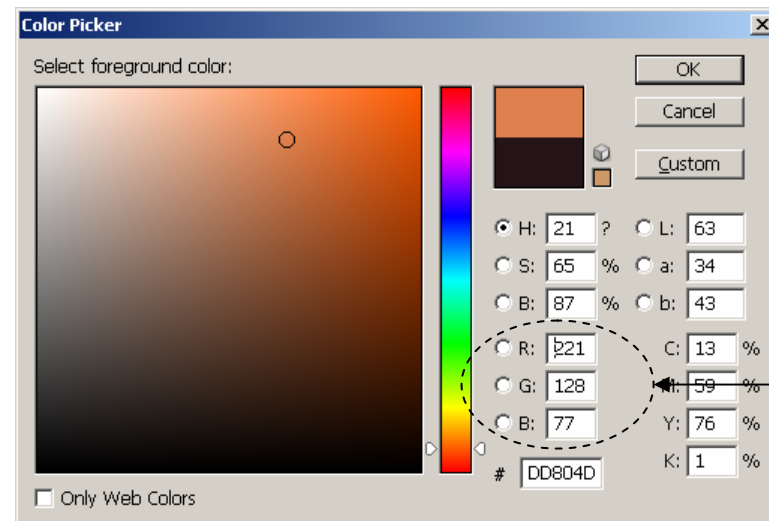 Color Picker
Select foreground color:
OK
Cancel
Custom
H: 21 ? L: 63
S: 65 % a: 34
B: 87 % b: 43
R: 221 C: 13 %
G: 128 M: 59 %
B: 77 Y: 76 %
# DD804D K: 1 %
Only Web Colors